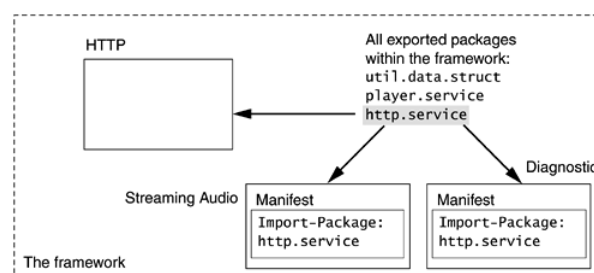 HTTP
All exported packages
within the framework:
util.data.struct
player.service
http.service
Streaming Audio
Manifest
Import-Package:
http.service
Diagnostic
Manifest
Import-Package:
http.service
The framework